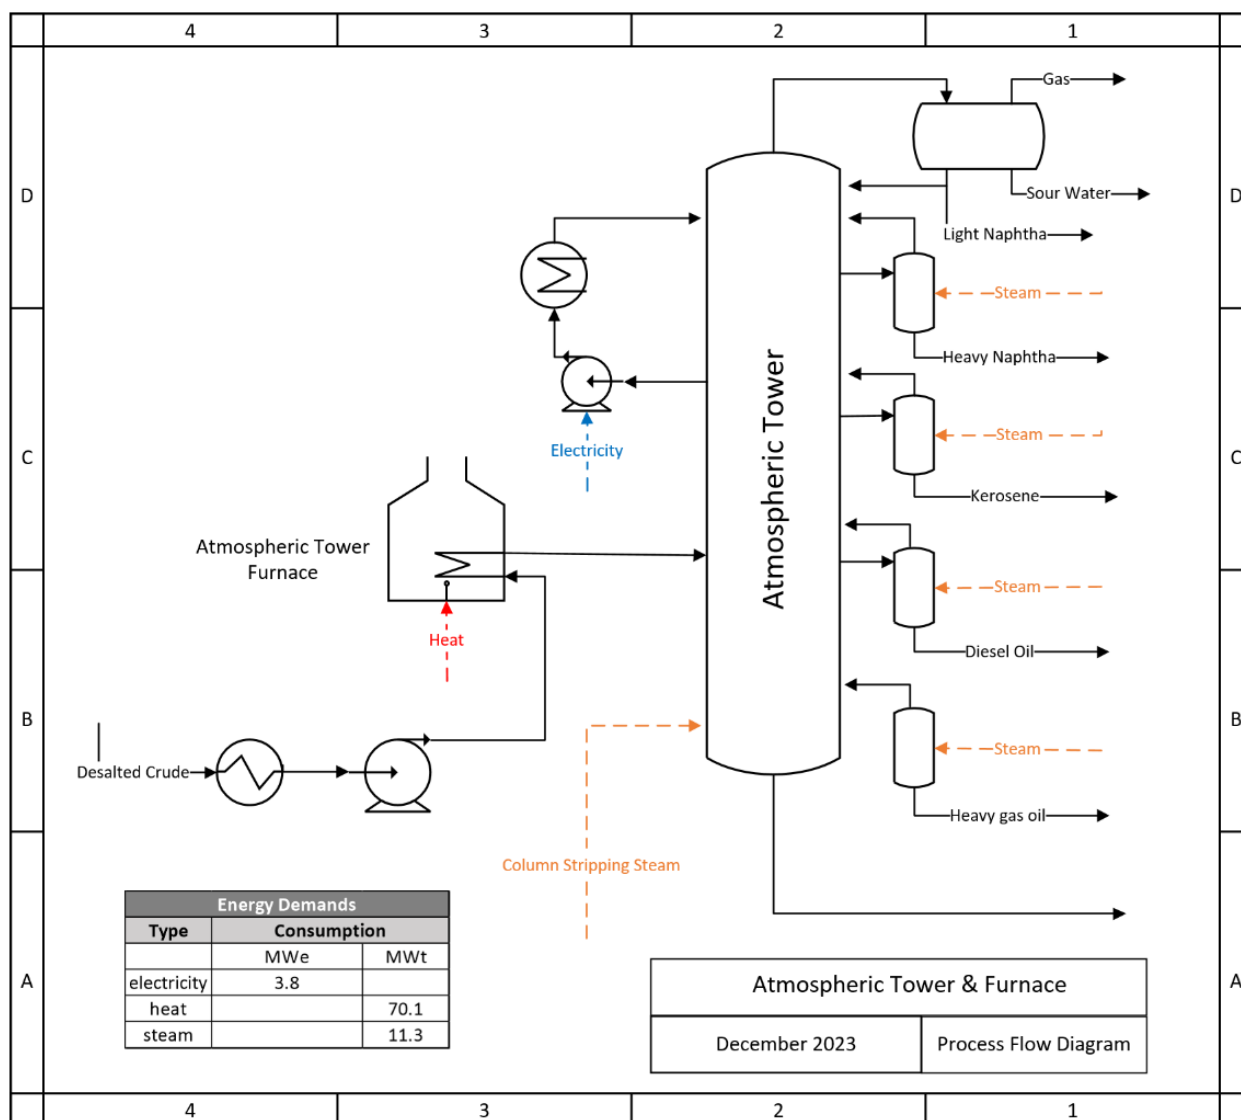 4 3 2 1
Gas
D D
Sour Water
Light Naphtha
Steam
Heavy Naphtha
Atmospheric Tower
Steam
Electricity
C C
Kerosene
Atmospheric Tower
Furnace
Steam
Heat
Diesel Oil
B B
Steam
Desalted Crude
Heavy gas oil
Column Stripping Steam
Energy Demands
Type Consumption
MWe MWt
electricity 3.8
heat 70.1
steam 11.3
A A
Atmospheric Tower & Furnace
December 2023 Process Flow Diagram
4 3 2 1